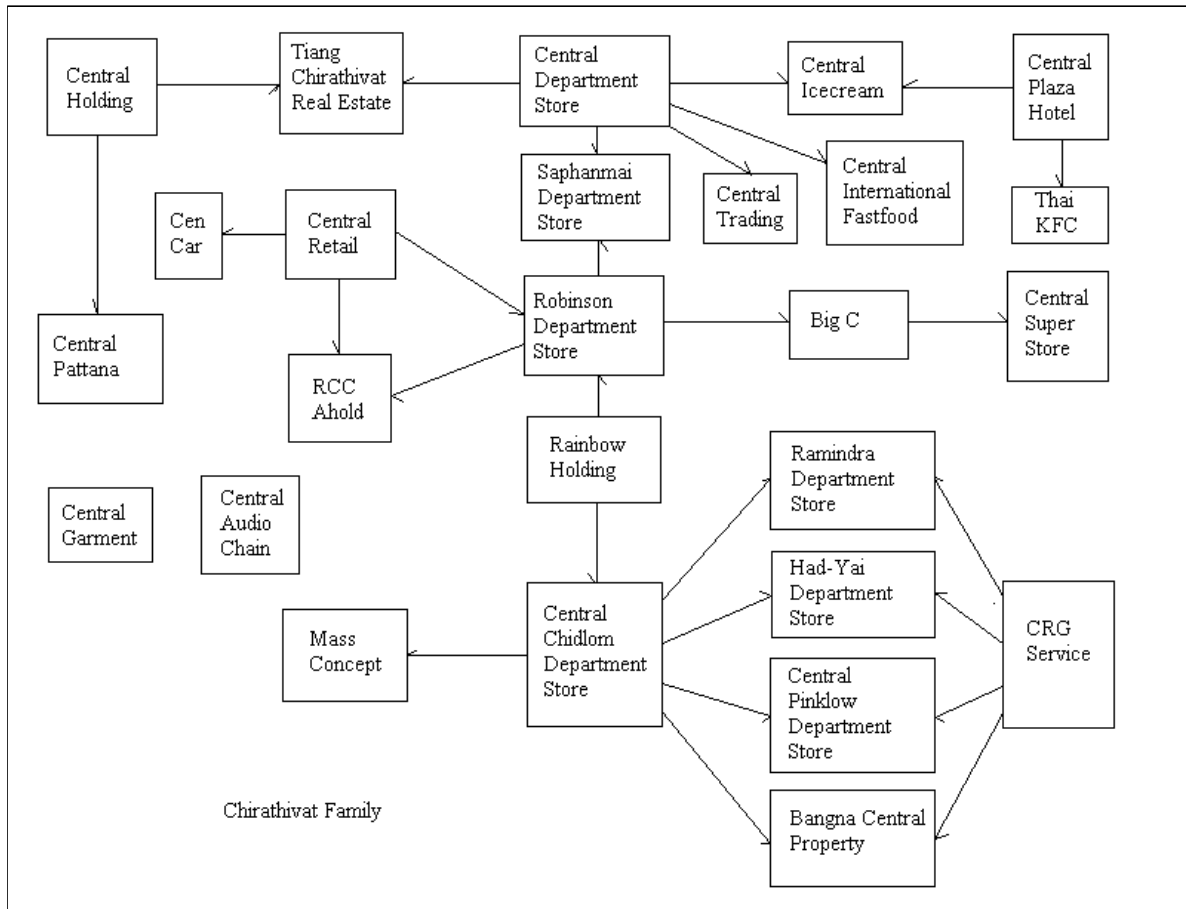 Central
Holding
Tiang
Chirathivat
Real Estate
Central
Department
Store
Central
Icecream
Central
Plaza
Hotel
Saphanmai
Department
Store
Central
Trading
Central
International
Fastfood
Thai
KFC
Cen
Car
Central
Retail
Robinson
Department
Store
Big C
Central
Super
Store
Central
Pattana
RCC
Ahold
Rainbow
Holding
Ramindra
Department
Store
Central
Garment
Central
Audio
Chain
Had-Yai
Department
Store
Mass
Concept
Central
Chidlom
Department
Store
CRG
Service
Central
Pinklow
Department
Store
Chirathivat Family
Bangna Central
Property